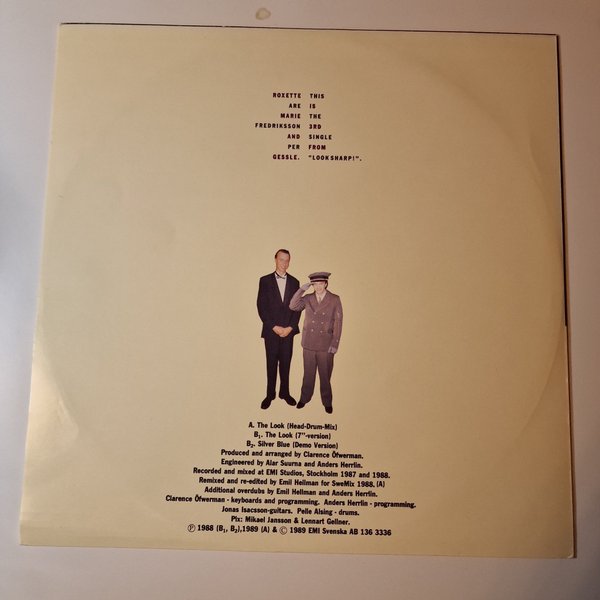 ROXETTE THIS
ARE IS
MARIE THE
FREDRIKSSON 3RD
AND SINGLE
PER FROM
GESSLE. "LOOK SHARP!".
A. The Look (Head-Drum-Mix)
B₁. The Look (7"-version)
B₂. Silver Blue (Demo Version)
Produced and arranged by Clarence Öfwerman.
Engineered by Alar Suurna and Anders Herrlin.
Recorded and mixed at EMI Studios, Stockholm 1987 and 1988.
Remixed and re-edited by Emil Hellman for SweMix 1988. (A)
Additional overdubs by Emil Hellman and Anders Herrlin.
Clarence Öfwerman - keyboards and programming. Anders Herrlin - programming.
Jonas Isacsson-guitars. Pelle Alsing - drums.
Pix: Mikael Jansson & Lennart Gellner.
Ⓟ 1988 (B₁, B₂),1989 (A) & © 1989 EMI Svenska AB 136 3336